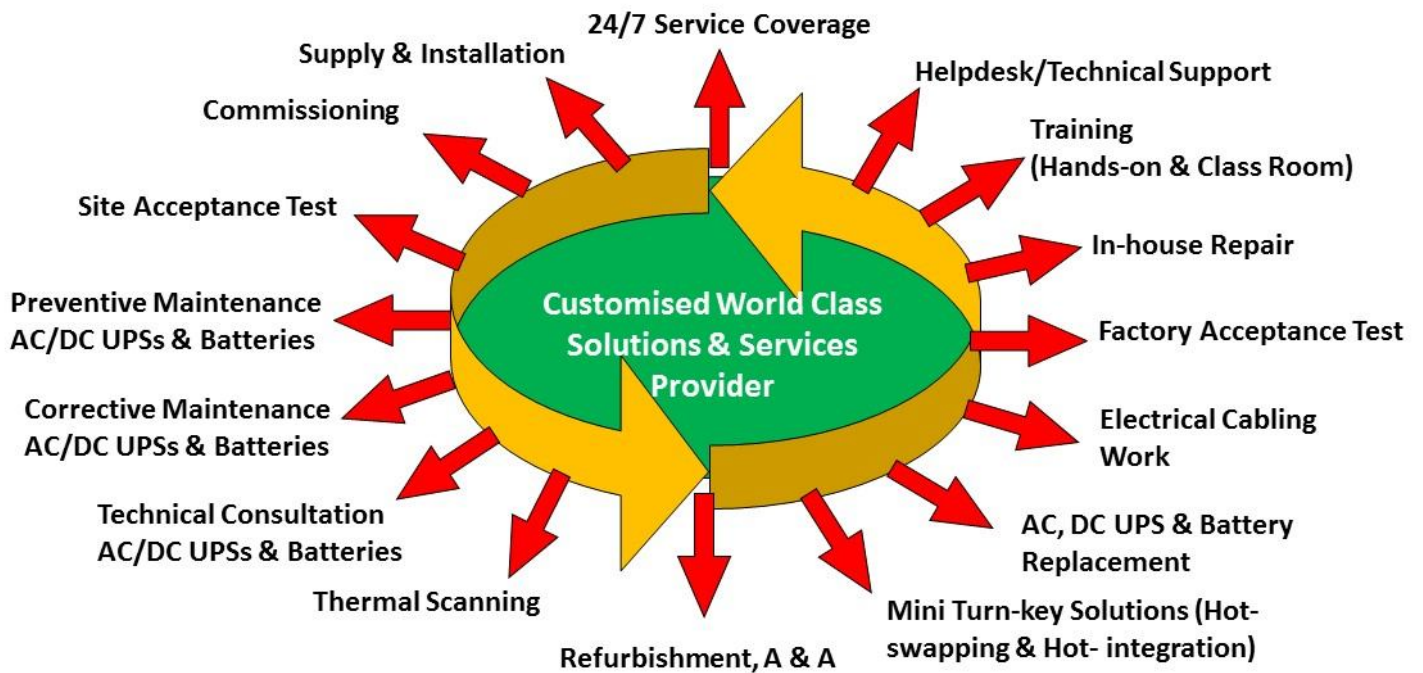 24/7 Service Coverage
Supply & Installation
Helpdesk/Technical Support
Commissioning
Training
(Hands-on & Class Room)
Site Acceptance Test
In-house Repair
Preventive Maintenance
AC/DC UPSs & Batteries
Customised World Class
Solutions & Services
Provider
Factory Acceptance Test
Corrective Maintenance
AC/DC UPSs & Batteries
Electrical Cabling
Work
Technical Consultation
AC/DC UPSs & Batteries
AC, DC UPS & Battery
Replacement
Thermal Scanning
Mini Turn-key Solutions (Hot-
swapping & Hot- integration)
Refurbishment, A & A